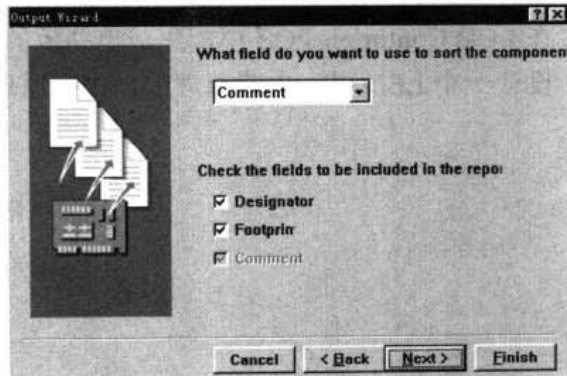 Output Wizard
What field do you want to use to sort the componen
Comment
Check the fields to be included in the repo
Designator
Footprin
Comment
Cancel
< Back
Next >
Finish